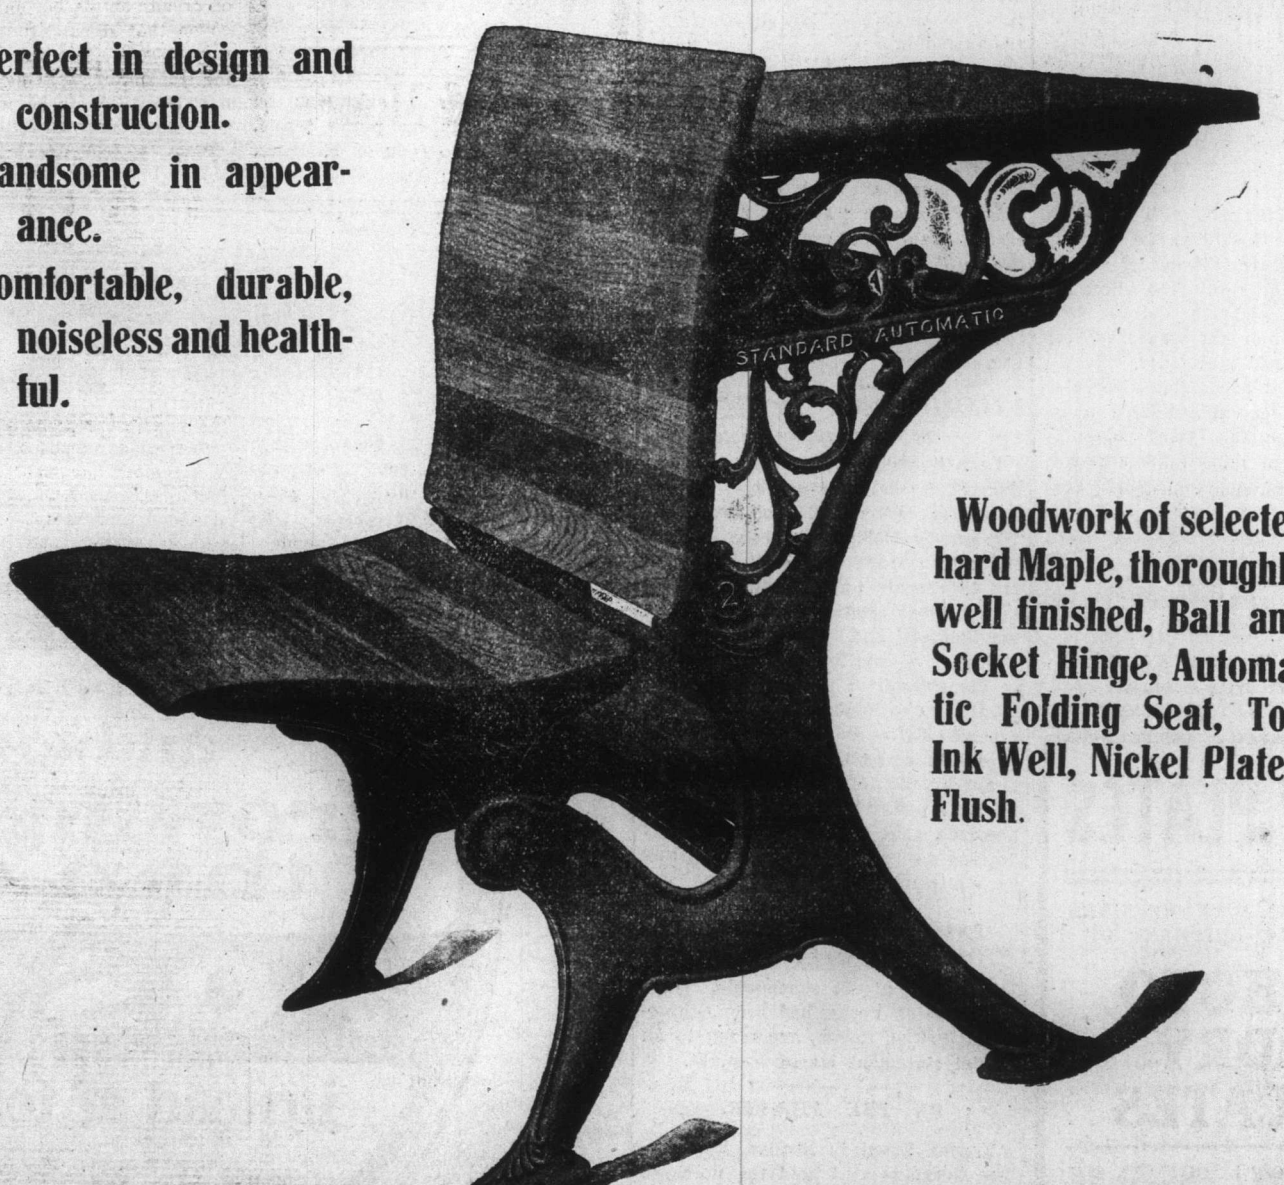 erfect in design and
construction.
andsome in appear-
ance.
omfortable, durable,
noiseless and health-
ful.
STANDARD AUTOMATIC
2
Woodwork of selecte
hard Maple, thoroughl
well finished, Ball an
Socket Hinge, Automa
tic Folding Seat, To
Ink Well, Nickel Plate
Flush.